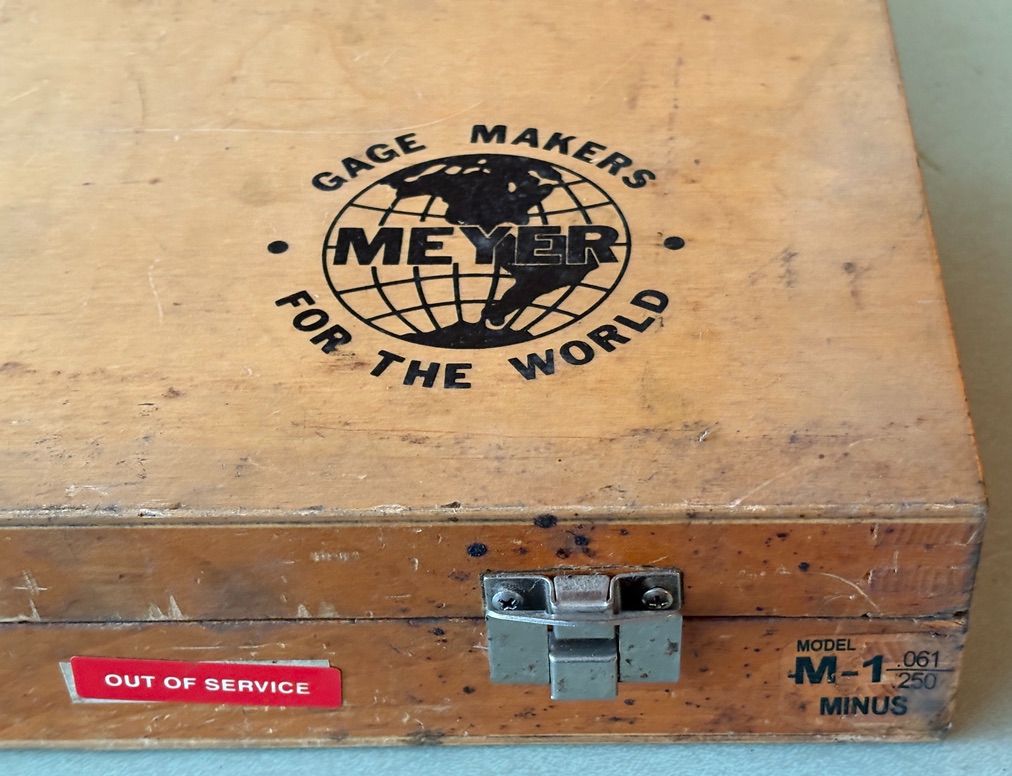 GAGE MAKERS
MEYER
FOR THE WORLD
OUT OF SERVICE
MODEL
M-1 .061
.250
MINUS